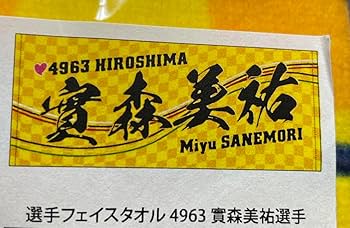 ♥4963 HIROSHIMA
實森美祐
Miyu SANEMORI
選手フェイスタオル 4963 實森美祐選手